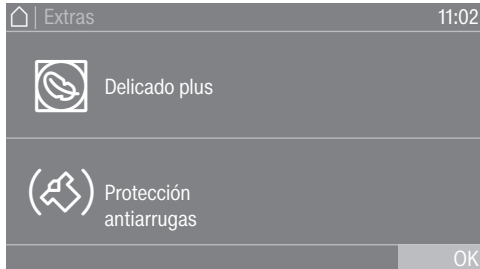 | Extras 11:02
Delicado plus
Protección
antiarrugas
OK